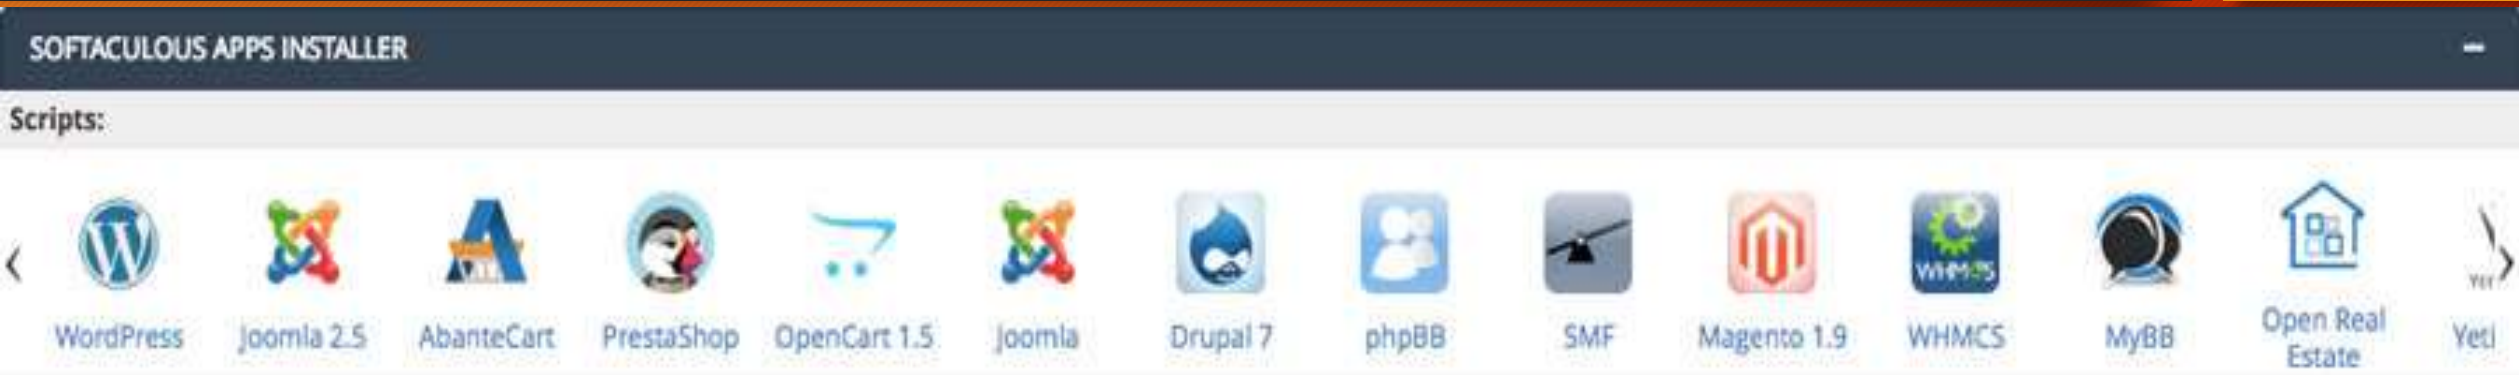 SOFTACULOUS APPS INSTALLER
Scripts:
WHMCS
WordPress
Joomla 2.5
AbanteCart
PrestaShop
OpenCart 1.5
Joomla
Drupal 7
phpBB
SMF
Magento 1.9
WHMCS
MyBB
Open Real
Estate
Yeti